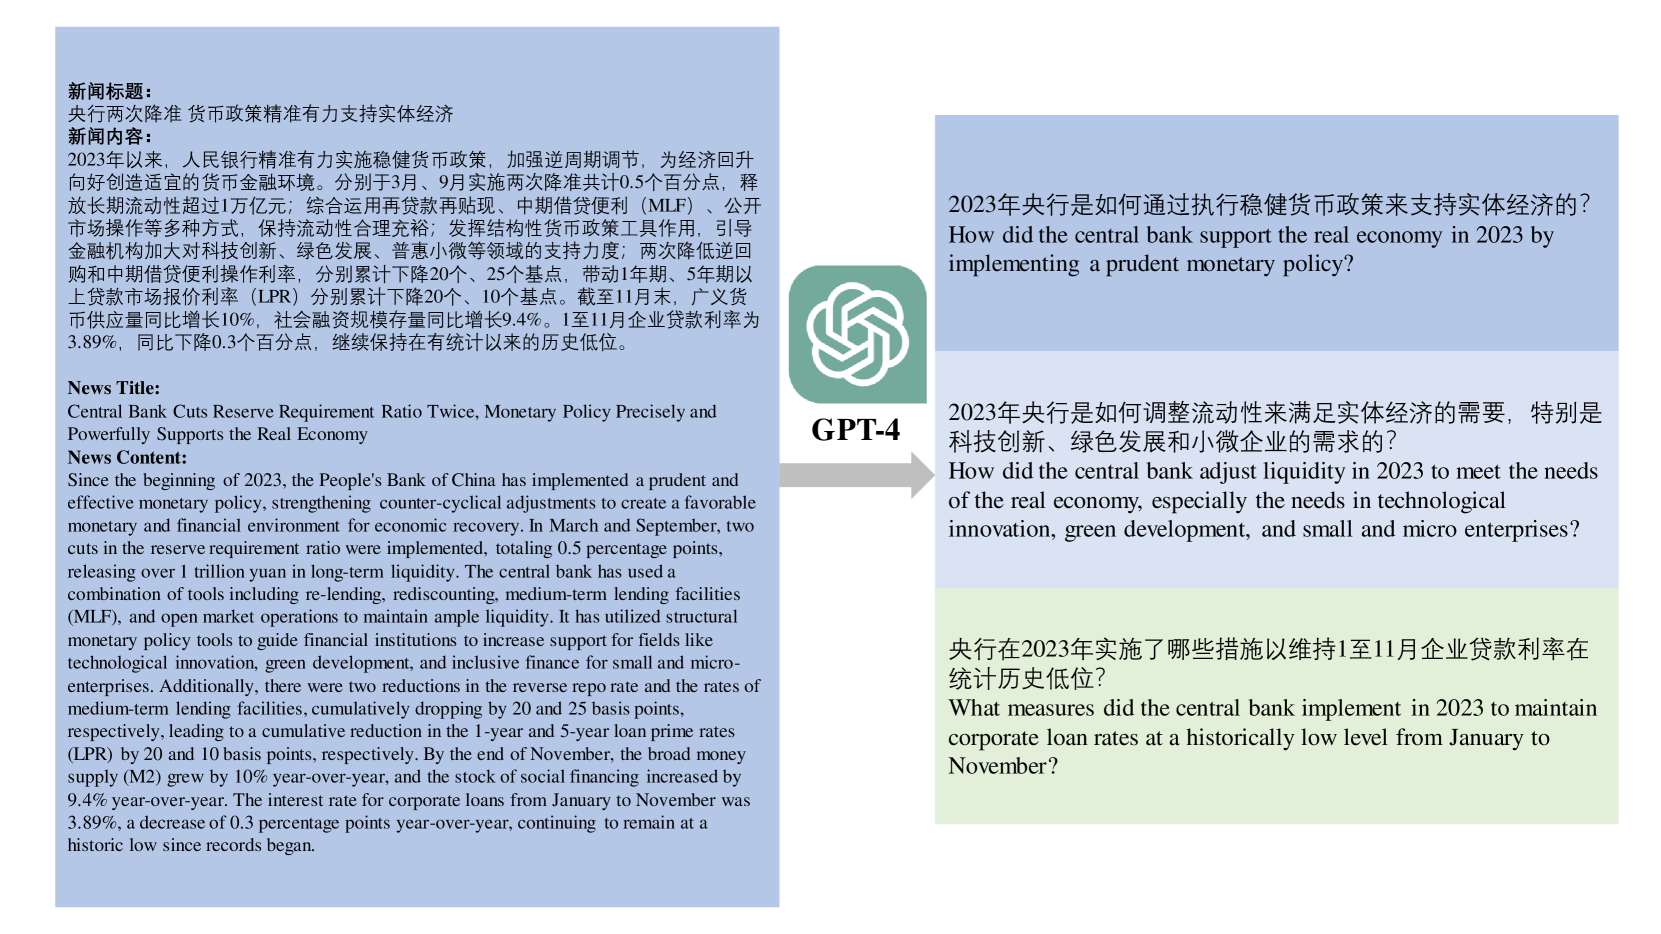 新闻标题：
央行两次降准 货币政策精准有力支持实体经济
新闻内容：
2023年以来，人民银行精准有力实施稳健货币政策，加强逆周期调节，为经济回升
向好创造适宜的货币金融环境。分别于3月、9月实施两次降准共计0.5个百分点，释
放长期流动性超过1万亿元；综合运用再贷款再贴现、中期借贷便利（MLF）、公开
市场操作等多种方式，保持流动性合理充裕；发挥结构性货币政策工具作用，引导
金融机构加大对科技创新、绿色发展、普惠小微等领域的支持力度；两次降低逆回
购和中期借贷便利操作利率，分别累计下降20个、25个基点，带动1年期、5年期以
上贷款市场报价利率（LPR）分别累计下降20个、10个基点。截至11月末，广义货
币供应量同比增长10%，社会融资规模存量同比增长9.4%。1至11月企业贷款利率为
3.89%，同比下降0.3个百分点，继续保持在有统计以来的历史低位。
News Title:
Central Bank Cuts Reserve Requirement Ratio Twice, Monetary Policy Precisely and
Powerfully Supports the Real Economy
News Content:
Since the beginning of 2023, the People's Bank of China has implemented a prudent and
effective monetary policy, strengthening counter-cyclical adjustments to create a favorable
monetary and financial environment for economic recovery. In March and September, two
cuts in the reserve requirement ratio were implemented, totaling 0.5 percentage points,
releasing over 1 trillion yuan in long-term liquidity. The central bank has used a
combination of tools including re-lending, rediscounting, medium-term lending facilities
(MLF), and open market operations to maintain ample liquidity. It has utilized structural
monetary policy tools to guide financial institutions to increase support for fields like
technological innovation, green development, and inclusive finance for small and micro-
enterprises. Additionally, there were two reductions in the reverse repo rate and the rates of
medium-term lending facilities, cumulatively dropping by 20 and 25 basis points,
respectively, leading to a cumulative reduction in the 1-year and 5-year loan prime rates
(LPR) by 20 and 10 basis points, respectively. By the end of November, the broad money
supply (M2) grew by 10% year-over-year, and the stock of social financing increased by
9.4% year-over-year. The interest rate for corporate loans from January to November was
3.89%, a decrease of 0.3 percentage points year-over-year, continuing to remain at a
historic low since records began.
GPT-4
2023年央行是如何通过执行稳健货币政策来支持实体经济的？
How did the central bank support the real economy in 2023 by
implementing a prudent monetary policy?
2023年央行是如何调整流动性来满足实体经济的需要，特别是
科技创新、绿色发展和小微企业的需求的？
How did the central bank adjust liquidity in 2023 to meet the needs
of the real economy, especially the needs in technological
innovation, green development, and small and micro enterprises?
央行在2023年实施了哪些措施以维持1至11月企业贷款利率在
统计历史低位？
What measures did the central bank implement in 2023 to maintain
corporate loan rates at a historically low level from January to
November?